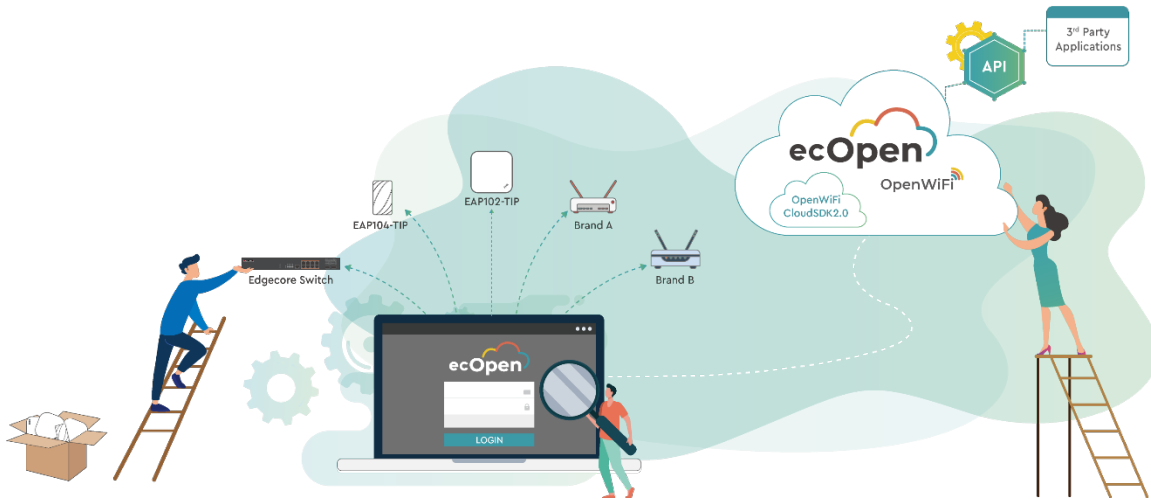 3rd Party
Applications
API
ecOpen
OpenWiFi
OpenWiFi
CloudSDK2.0
EAP102-TIP
EAP104-TIP
Brand A
Brand B
Edgecore Switch
ecOpen
LOGIN